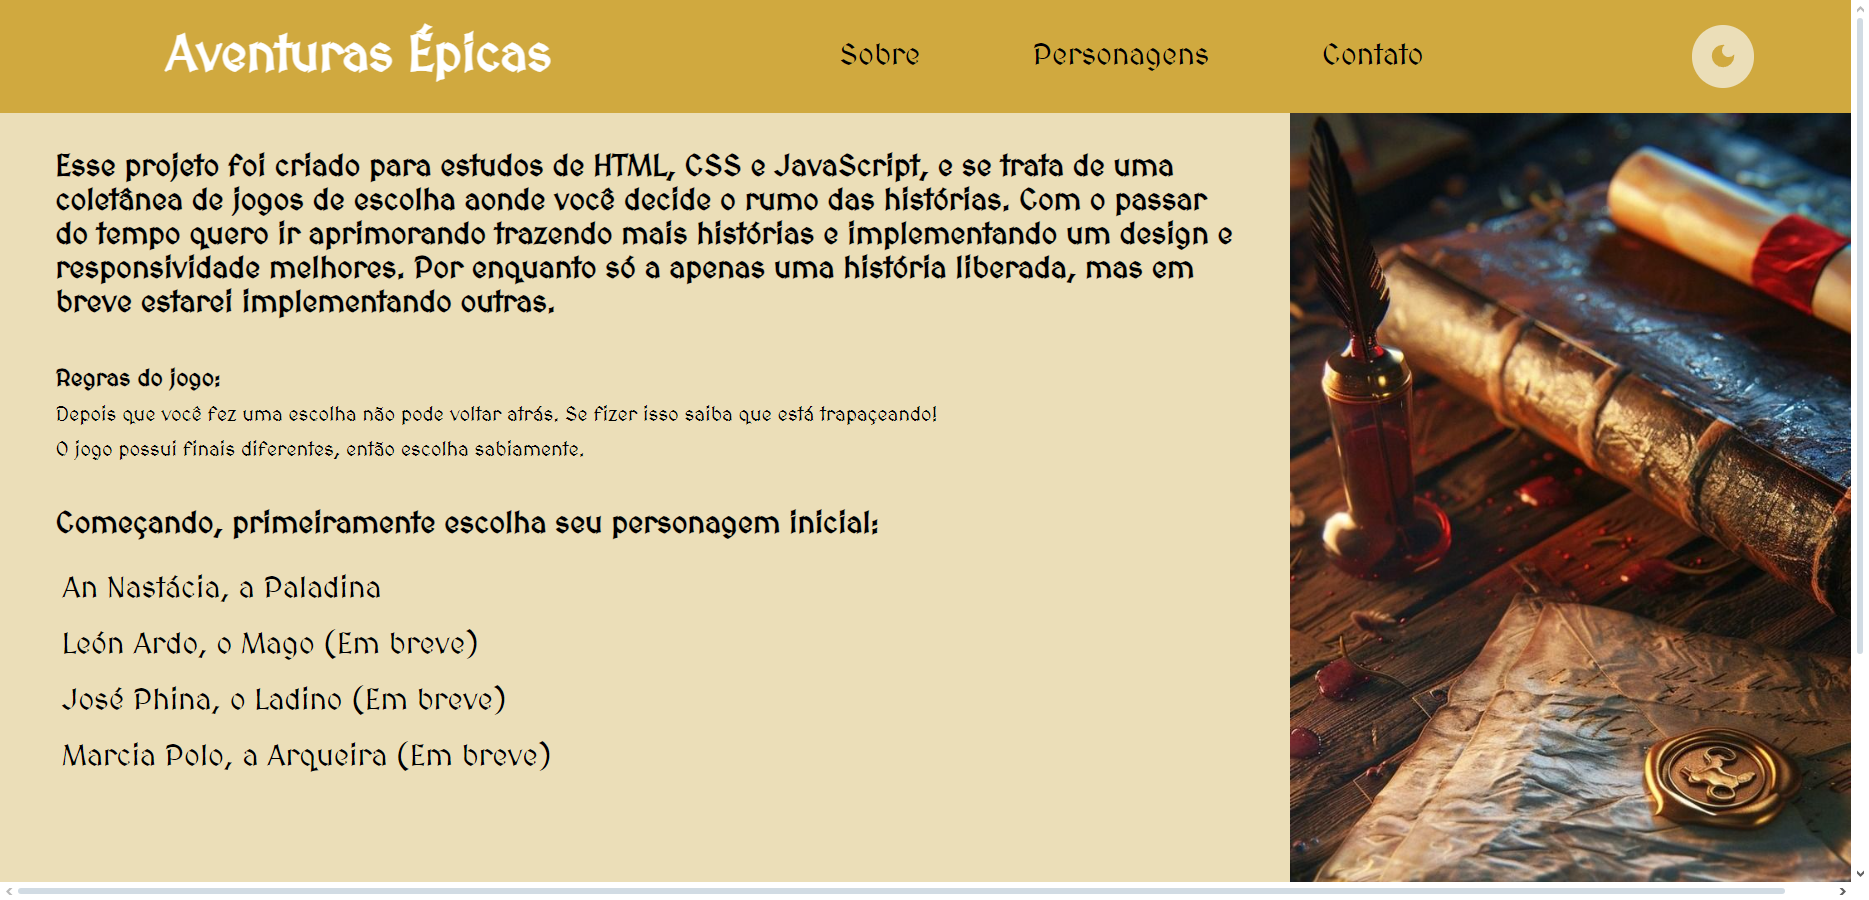 Aventuras Épicas
Sobre
Personagens
Contato
Esse projeto foi criado para estudos de HTML, CSS e JavaScript, e se trata de uma
coletânea de jogos de escolha aonde você decide o rumo das histórias. Com o passar
do tempo quero ir aprimorando trazendo mais histórias e implementando um design e
responsividade melhores. Por enquanto só a apenas uma história liberada, mas em
breve estarei implementando outras.
Regras do jogo:
Depois que você fez uma escolha não pode voltar atrás. Se fizer isso saiba que está trapaçeando!
O jogo possui finais diferentes, então escolha sabiamente.
Começando, primeiramente escolha seu personagem inicial:
An Nastácia, a Paladina
León Ardo, o Mago (Em breve)
José Phina, o Ladino (Em breve)
Marcia Polo, a Arqueira (Em breve)